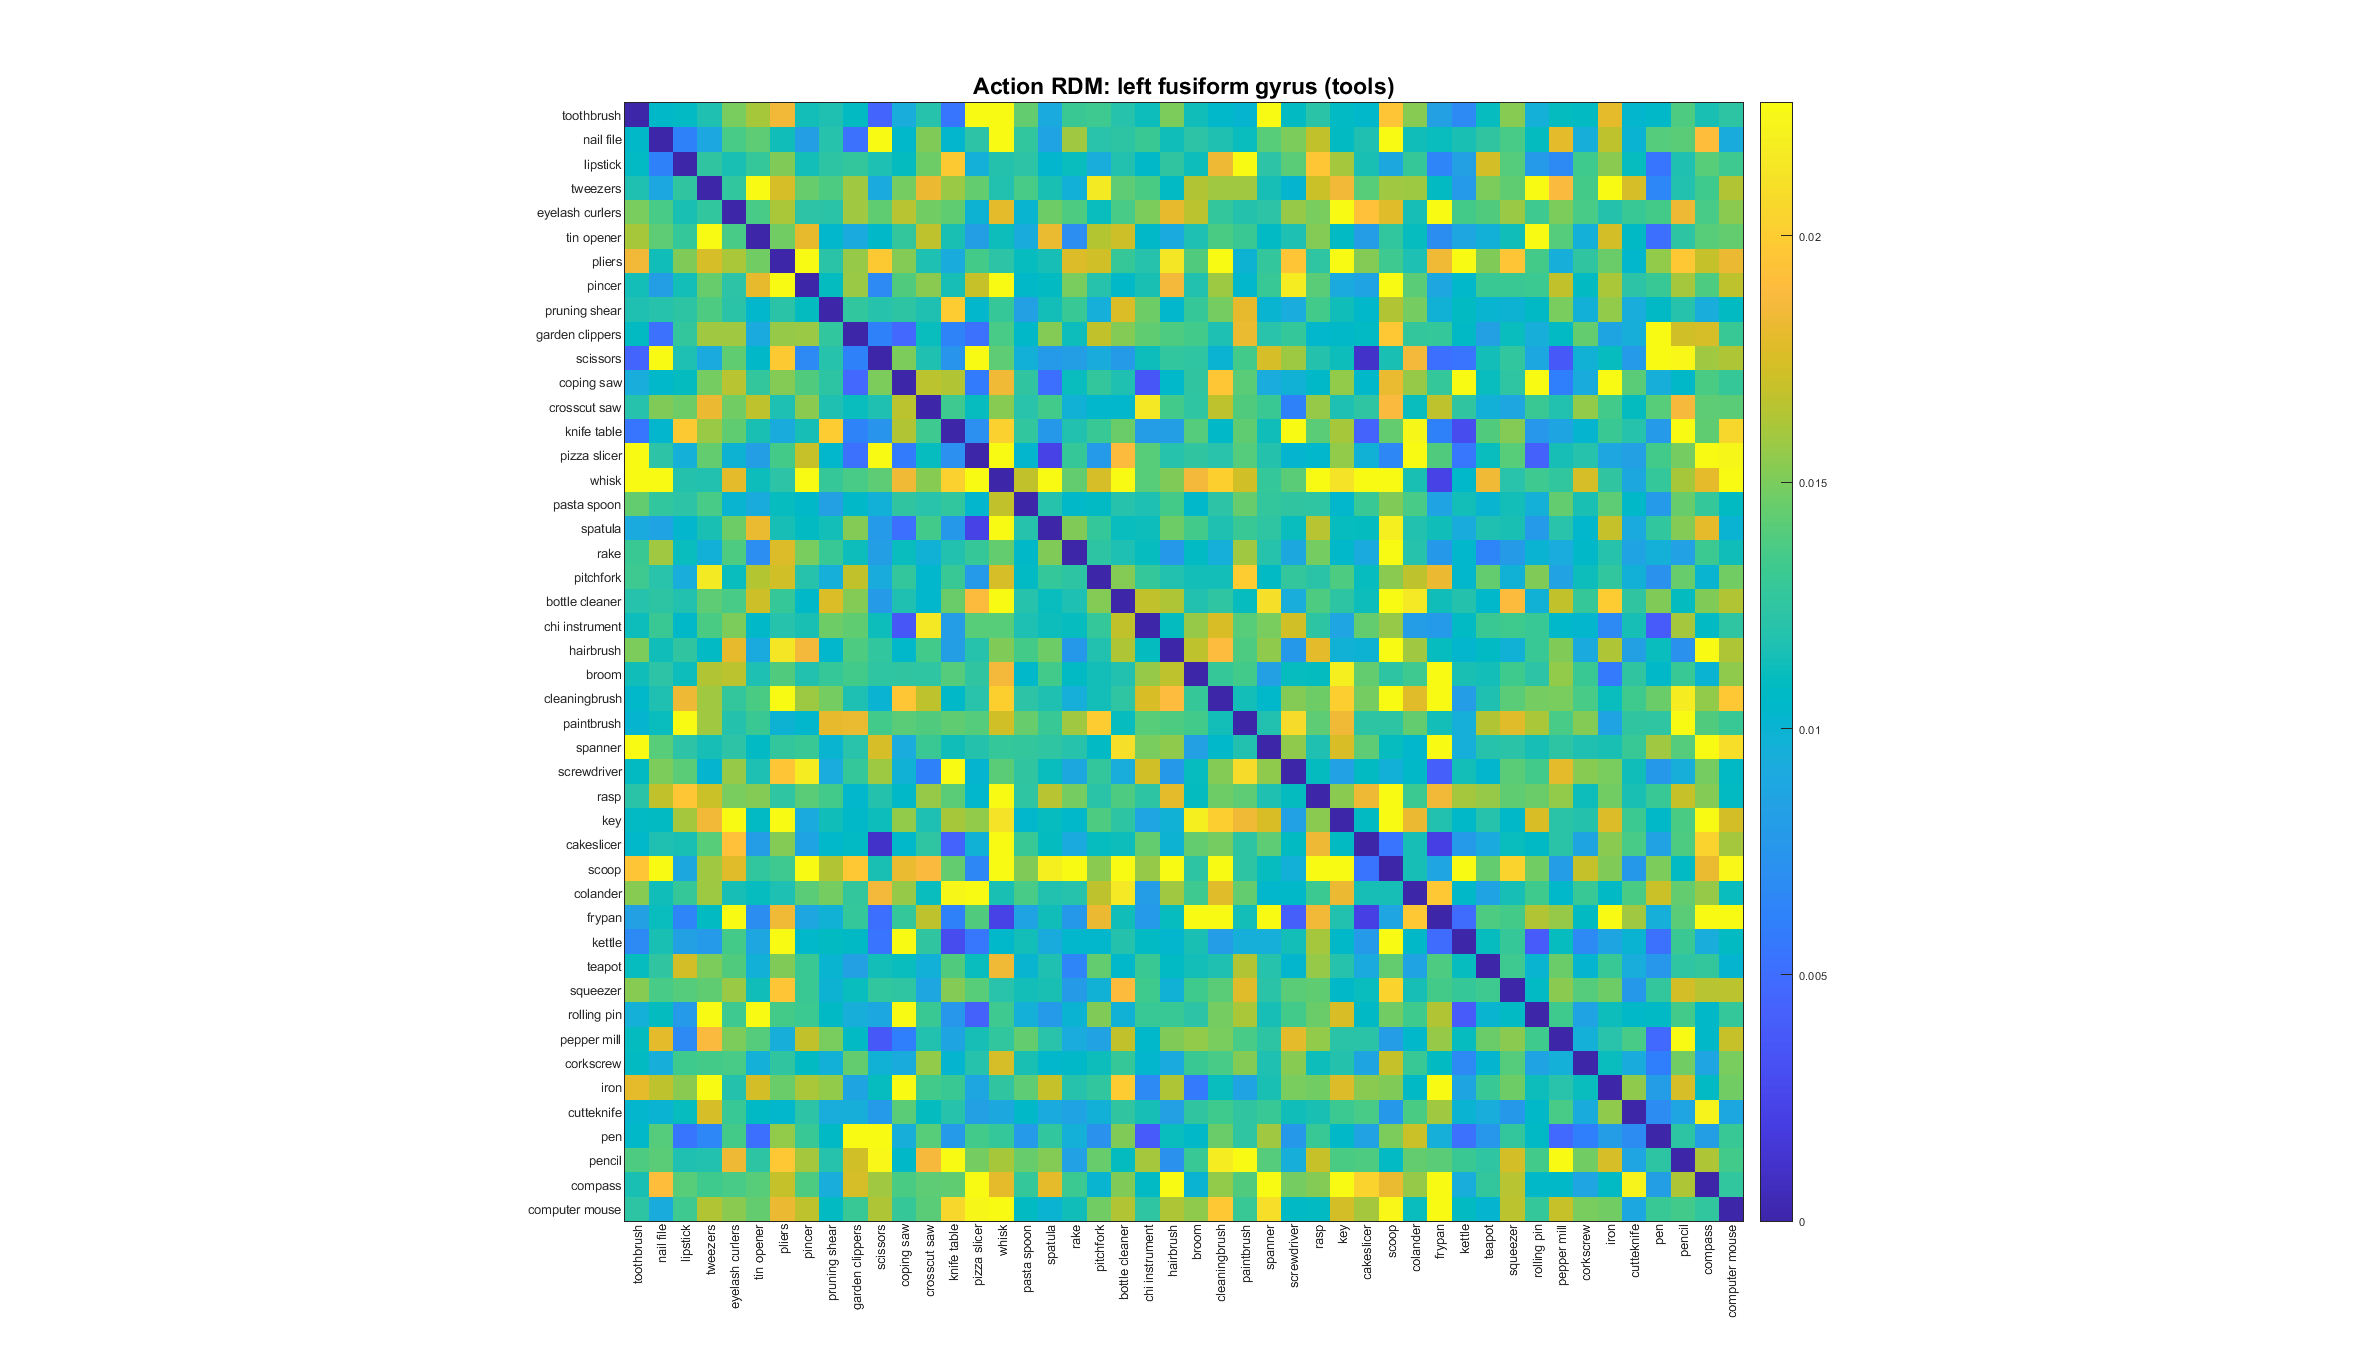 Action RDM: left fusiform gyrus (tools)
toothbrush
nail file
lipstick
tweezers
eyelash curlers
tin opener
pliers
pincer
pruning shear
garden clippers
scissors
coping saw
crosscut saw
knife table
pizza slicer
whisk
pasta spoon
spatula
rake
pitchfork
bottle cleaner
chi instrument
hairbrush
broom
cleaningbrush
paintbrush
spanner
screwdriver
rasp
key
cakeslicer
scoop
colander
frypan
kettle
teapot
squeezer
rolling pin
pepper mill
corkscrew
iron
cutteknife
pen
pencil
compass
computer mouse
toothbrush
nail file
lipstick
tweezers
eyelash curlers
tin opener
pliers
pincer
pruning shear
garden clippers
scissors
coping saw
crosscut saw
knife table
pizza slicer
whisk
pasta spoon
spatula
rake
pitchfork
bottle cleaner
chi instrument
hairbrush
broom
cleaningbrush
paintbrush
spanner
screwdriver
rasp
key
cakeslicer
scoop
colander
frypan
kettle
teapot
squeezer
rolling pin
pepper mill
corkscrew
iron
cutteknife
pen
pencil
compass
computer mouse
0.02
0.015
0.01
0.005
0